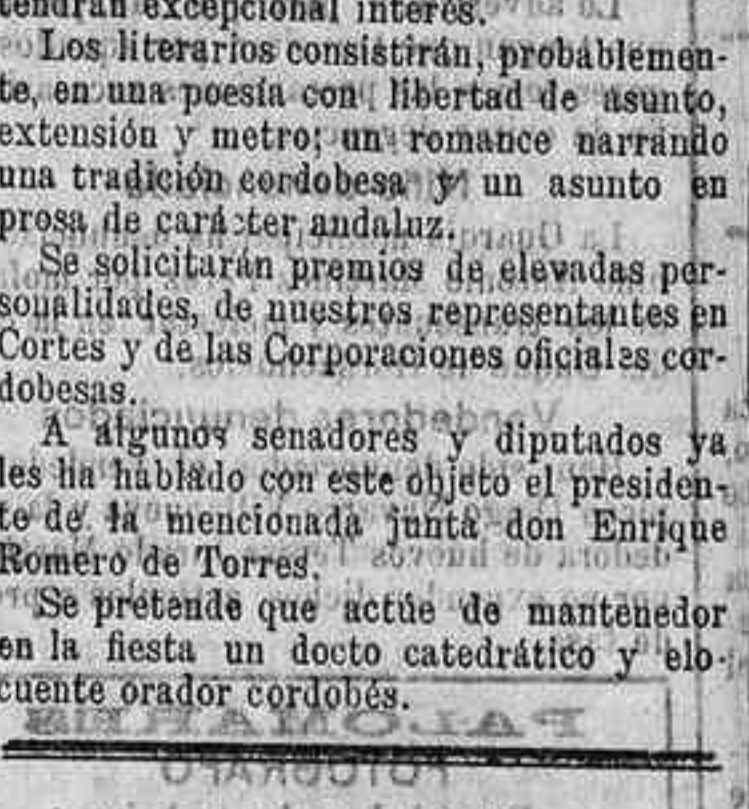 tendrán excepcional interés.
Los literarios consistirán, probablemen-
te, en una poesía con libertad de asunto,
extensión y metro; un romance narrando
una tradición cordobesa y un asunto en
prosa de carácter andaluz.
Se solicitarán premios de elevadas per-
sonalidades, de nuestros representantes en
Cortes y de las Corporaciones oficiales cor-
dobesas.
A algunos senadores y diputados ya
les ha hablado con este objeto el presiden-
te de la mencionada junta don Enrique
Romero de Torres.
Se pretende que actúe de mantenedor
en la fiesta un docto catedrático y elo-
cuente orador cordobés.